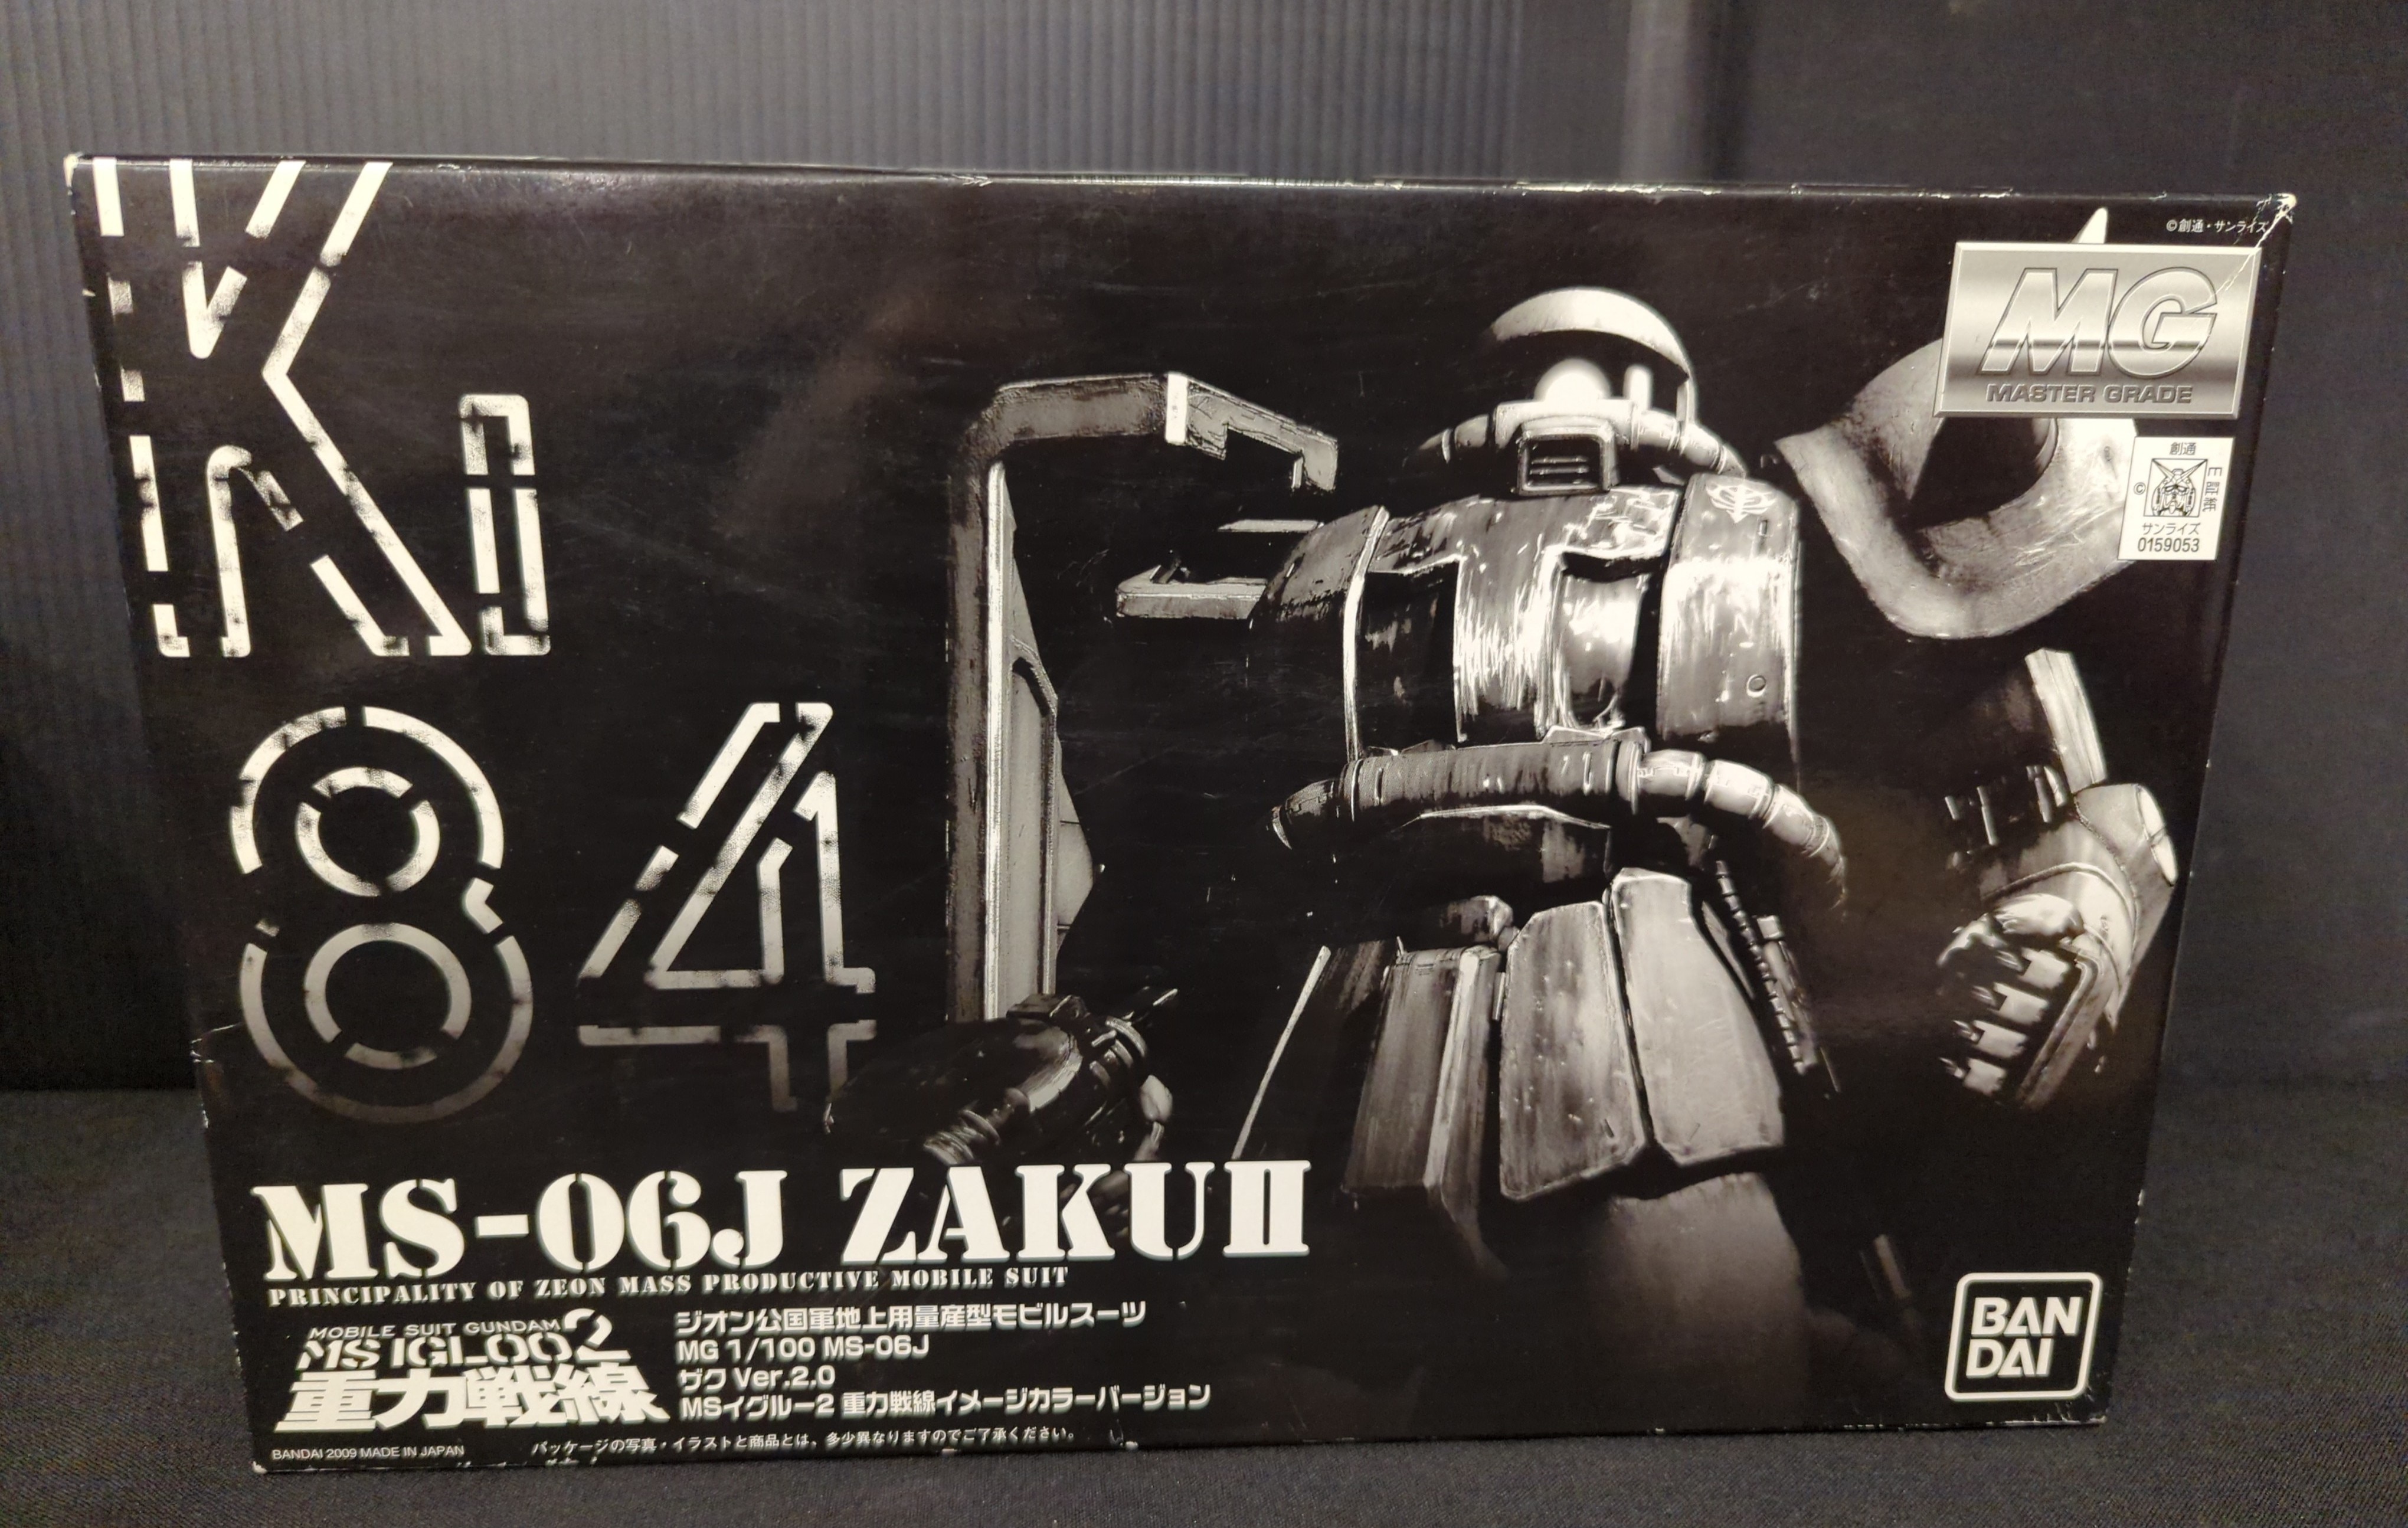 ©創通・サンライズ
MG
MASTER GRADE
創通
©
証紙
サンライズ
0159053
Ki
84
MS-06J ZAKUII
PRINCIPALITY OF ZEON MASS PRODUCTIVE MOBILE SUIT
MOBILE SUIT GUNDAM
MS IGLOO2
重力戦線
ジオン公国軍地上用量産型モビルスーツ
MG 1/100 MS-06J
ザク Ver.2.0
MSイグルー2 重力戦線イメージカラーバージョン
BANDAI 2009 MADE IN JAPAN
パッケージの写真・イラストと商品とは、多少異なりますのでご了承ください。
BAN
DAI